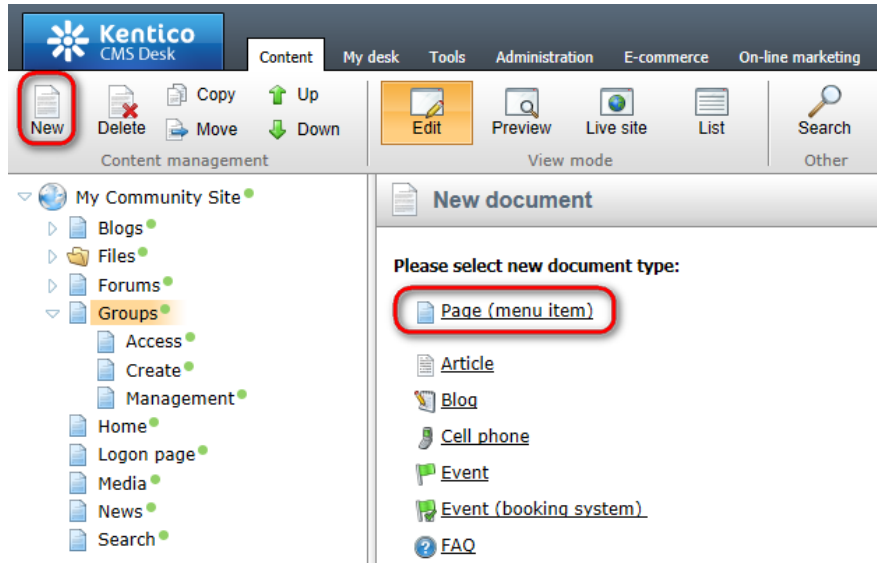 Kentico
CMS Desk
Content My desk Tools Administration E-commerce On-line marketing
New Delete Copy Move Up Down Edit Preview Live site List Search
Content management View mode Other
My Community Site
Blogs
Files
Forums
Groups
Access
Create
Management
Home
Logon page
Media
News
Search
New document
Please select new document type:
Page (menu item)
Article
Blog
Cell phone
Event
Event (booking system)
FAQ